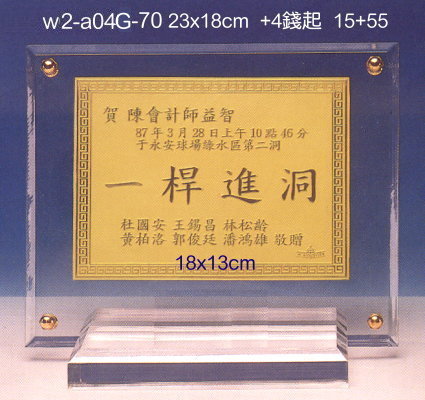 w2-a04G-70 23x18cm +4錢起 15+55
賀 陳會計師益智
87年3月28日上午10點46分
于永安球場綠水區第二洞
一桿進洞
杜國安 王錫昌 林松齡
黃柏洛 郭俊廷 潘鴻雄 敬贈
18x13cm